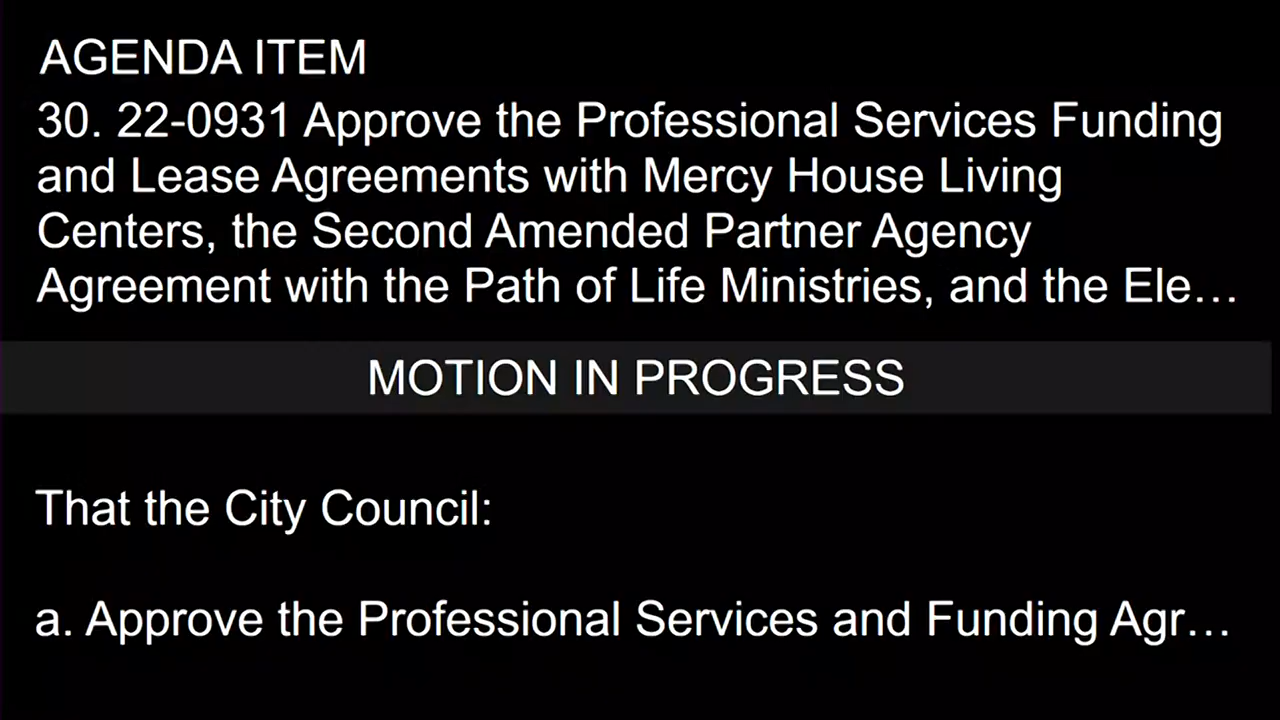 AGENDA ITEM
30. 22-0931 Approve the Professional Services Funding
and Lease Agreements with Mercy House Living
Centers, the Second Amended Partner Agency
Agreement with the Path of Life Ministries, and the Ele…
MOTION IN PROGRESS
That the City Council:
a. Approve the Professional Services and Funding Agr…